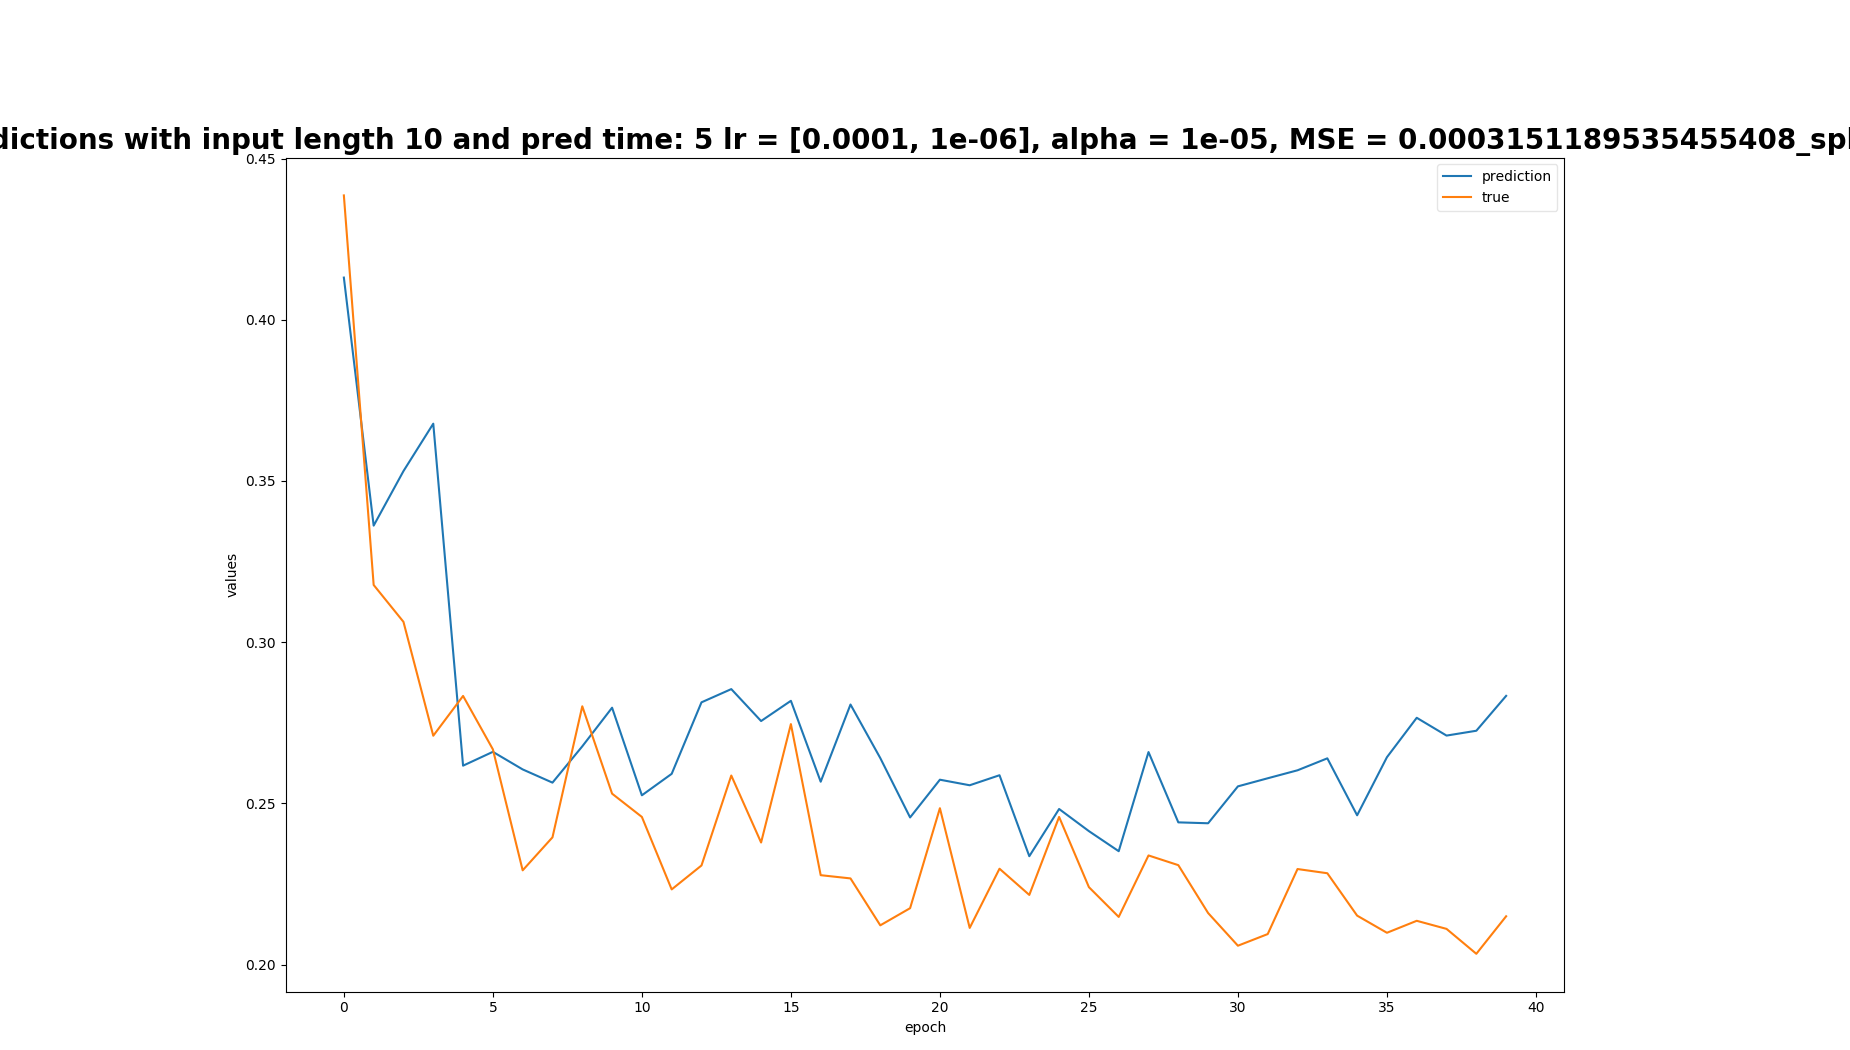 dictions with input length 10 and pred time: 5 lr = [0.0001, 1e-06], alpha = 1e-05, MSE = 0.0003151189535455408_spl
prediction
true
0.45
0.40
0.35
0.30
0.25
0.20
values
0 5 10 15 20 25 30 35 40
epoch